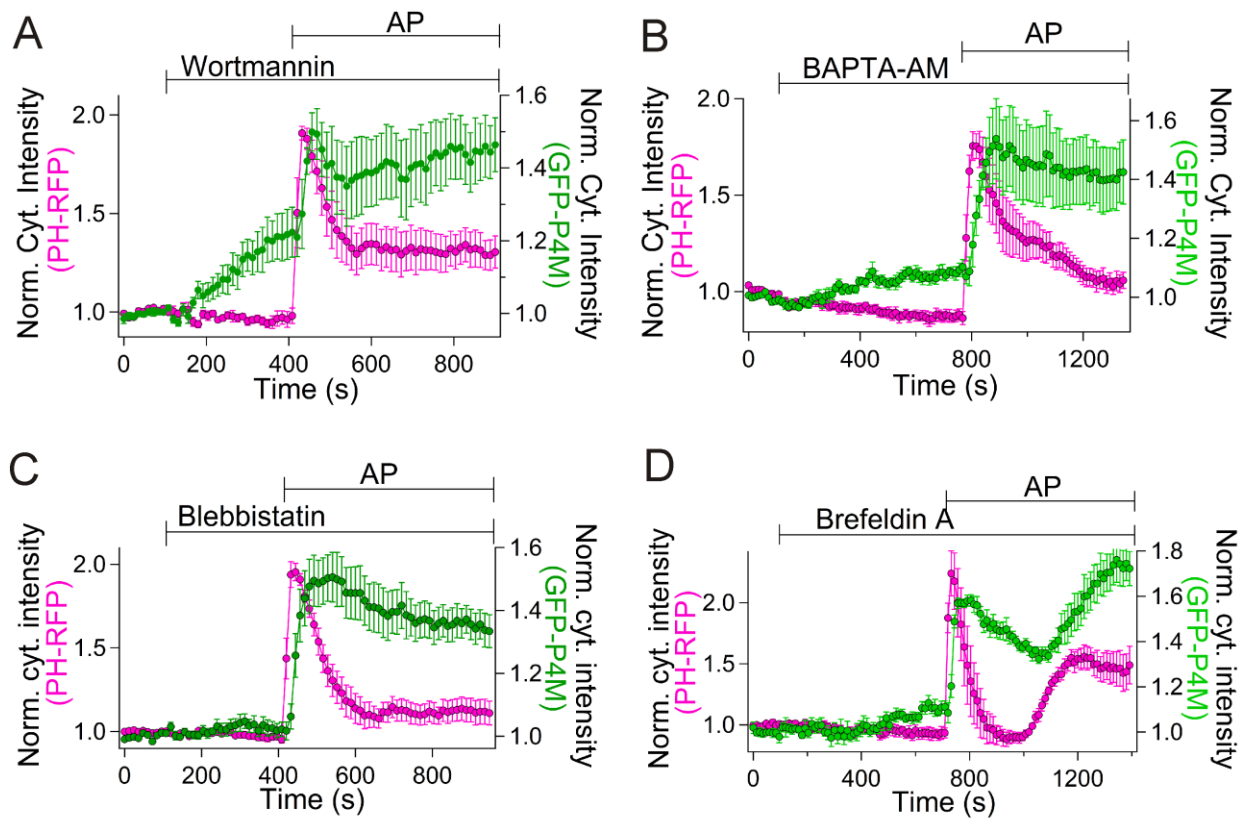 A
AP
Wortmannin
Norm. Cyt. Intensity
(PH-RFP)
2.0
1.5
1.0
1.6
1.4
1.2
1.0
Norm. Cyt. Intensity
(GFP-P4M)
0
200
400
600
800
Time (s)
B
AP
BAPTA-AM
Norm. Cyt. Intensity
(PH-RFP)
2.0
1.5
1.0
1.6
1.4
1.2
1.0
Norm. Cyt. Intensity
(GFP-P4M)
0
400
800
1200
Time (s)
C
AP
Blebbistatin
Norm. cyt. intensity
(PH-RFP)
2.0
1.5
1.0
1.6
1.4
1.2
1.0
Norm. cyt. intensity
(GFP-P4M)
0
200
400
600
800
Time (s)
D
AP
Brefeldin A
Norm. cyt. intensity
(PH-RFP)
2.0
1.5
1.0
1.8
1.6
1.4
1.2
1.0
Norm. cyt. intensity
(GFP-P4M)
0
400
800
1200
Time (s)